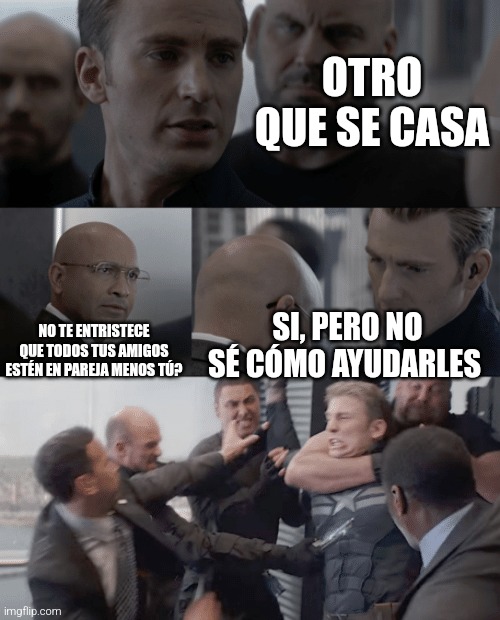 OTRO
QUE SE CASA
NO TE ENTRISTECE
QUE TODOS TUS AMIGOS
ESTÉN EN PAREJA MENOS TÚ?
SI, PERO NO
SÉ CÓMO AYUDARLES
imgflip.com